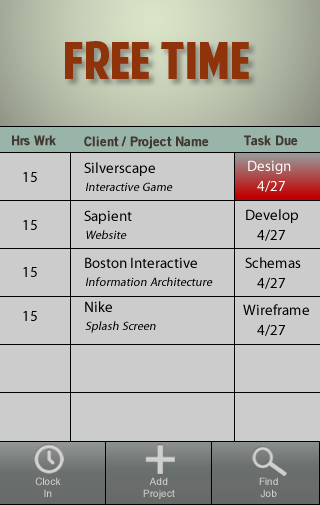 FREE TIME
Hrs Wrk Client / Project Name Task Due
15 Silverscape Design
Interactive Game 4/27
15 Sapient Develop
Website 4/27
15 Boston Interactive Schemas
Information Architecture 4/27
15 Nike Wireframe
Splash Screen 4/27
Clock Add Find
In Project Job